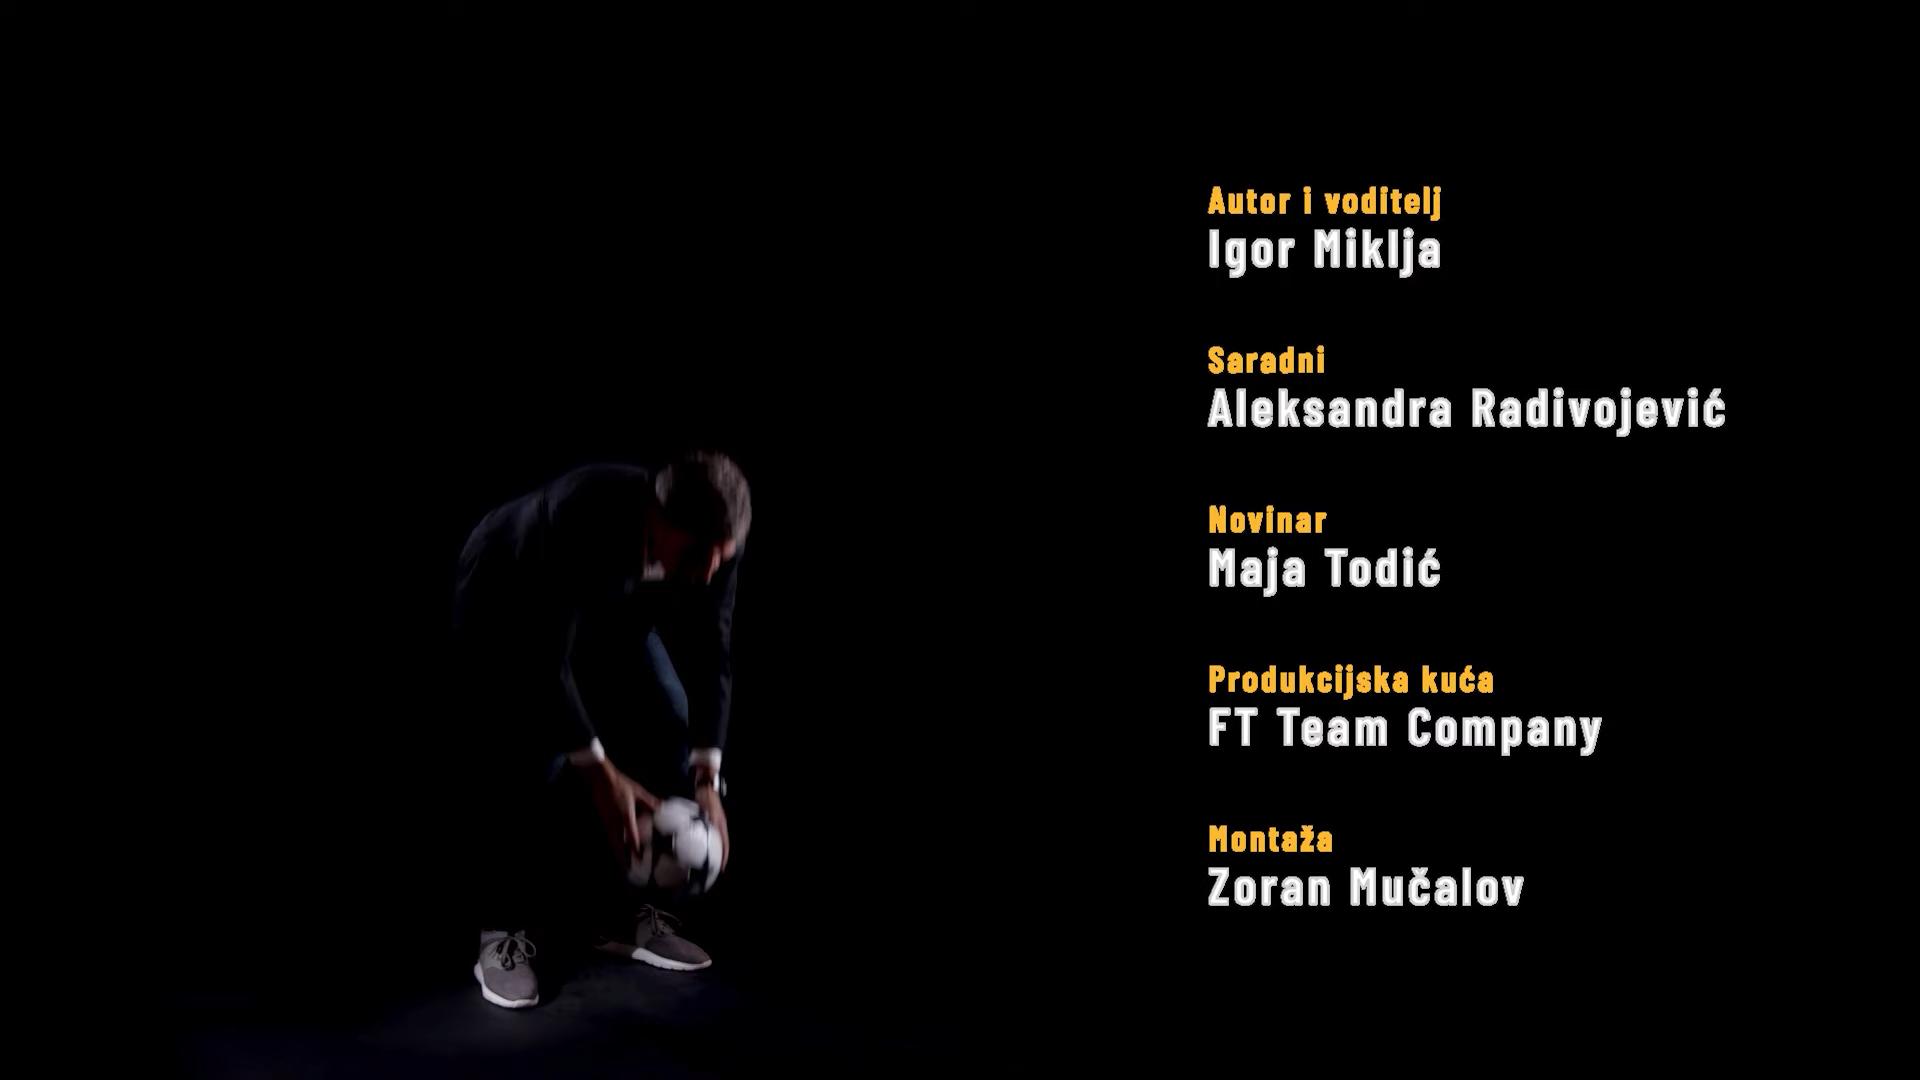 Autor i voditelj
Igor Miklja
Saradni
Aleksandra Radivojević
Novinar
Maja Todić
Produkcijska kuća
FT Team Company
Montaža
Zoran Mučalov